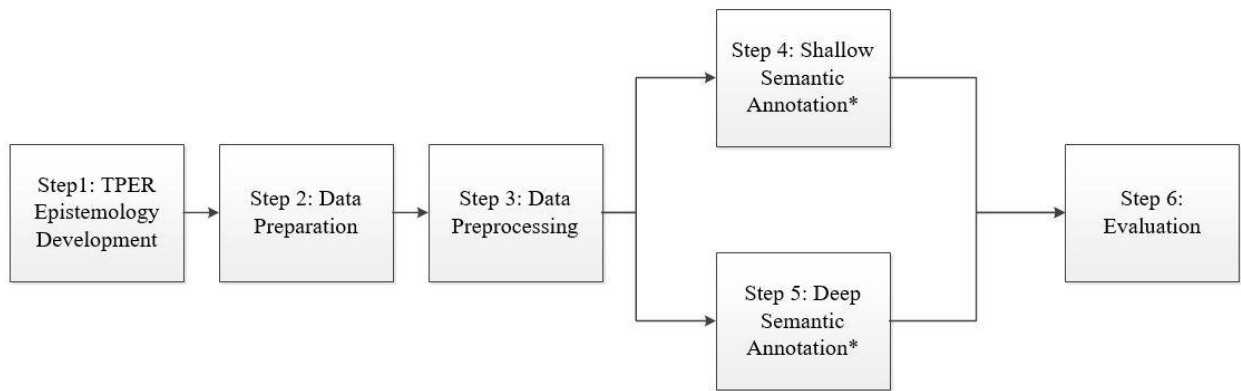 Step1: TPER
Epistemology
Development
Step 2: Data
Preparation
Step 3: Data
Preprocessing
Step 4: Shallow
Semantic
Annotation*
Step 5: Deep
Semantic
Annotation*
Step 6:
Evaluation